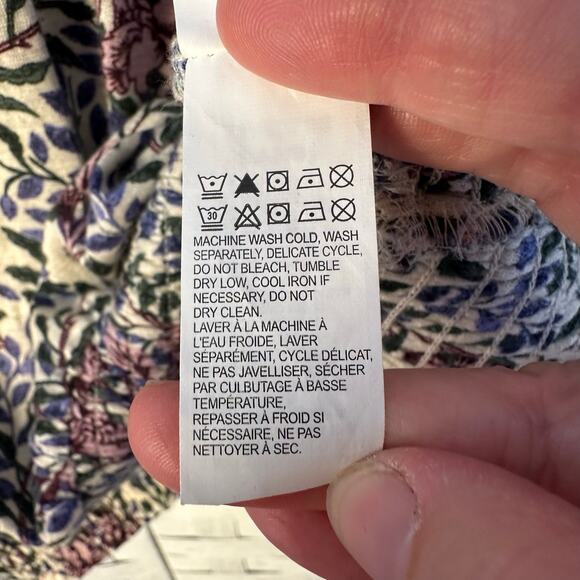 30
MACHINE WASH COLD, WASH
SEPARATELY, DELICATE CYCLE,
DO NOT BLEACH, TUMBLE
DRY LOW, COOL IRON IF
NECESSARY, DO NOT
DRY CLEAN.
LAVER À LA MACHINE À
L'EAU FROIDE, LAVER
SÉPARÉMENT, CYCLE DÉLICAT,
NE PAS JAVELLISER, SÉCHER
PAR CULBUTAGE À BASSE
TEMPÉRATURE,
REPASSER À FROID SI
NÉCESSAIRE, NE PAS
NETTOYER À SEC.